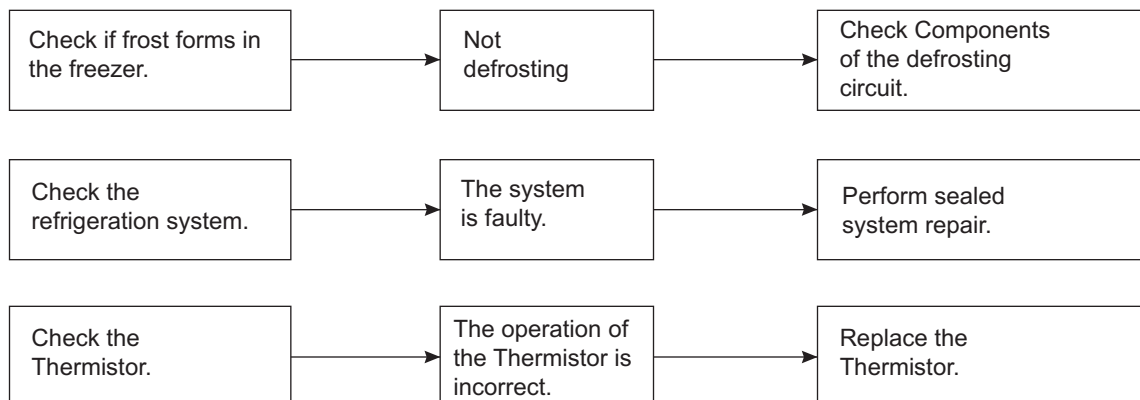 Check if frost forms in
the freezer.
Not
defrosting
Check Components
of the defrosting
circuit.
Check the
refrigeration system.
The system
is faulty.
Perform sealed
system repair.
Check the
Thermistor.
The operation of
the Thermistor is
incorrect.
Replace the
Thermistor.